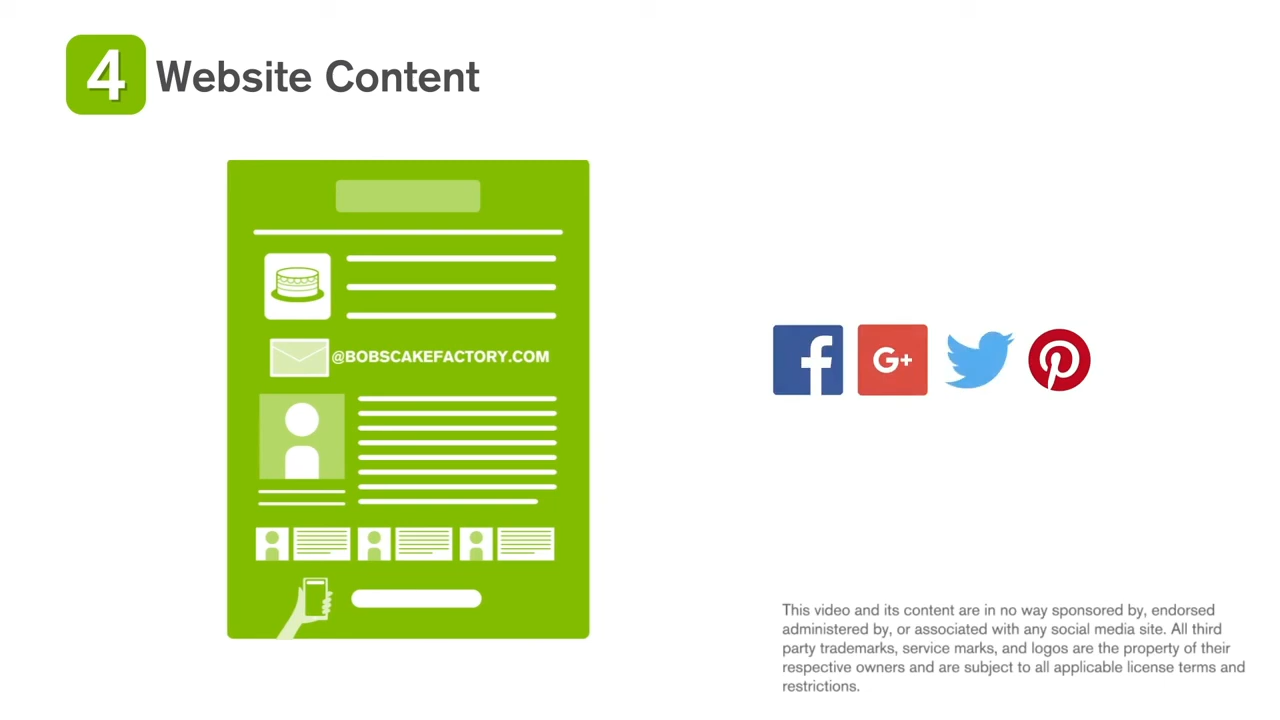 4 Website Content
@BOBSCAKEFACTORY.COM
f G+ p
This video and its content are in no way sponsored by, endorsed
administered by, or associated with any social media site. All third
party trademarks, service marks, and logos are the property of their
respective owners and are subject to all applicable license terms and
restrictions.